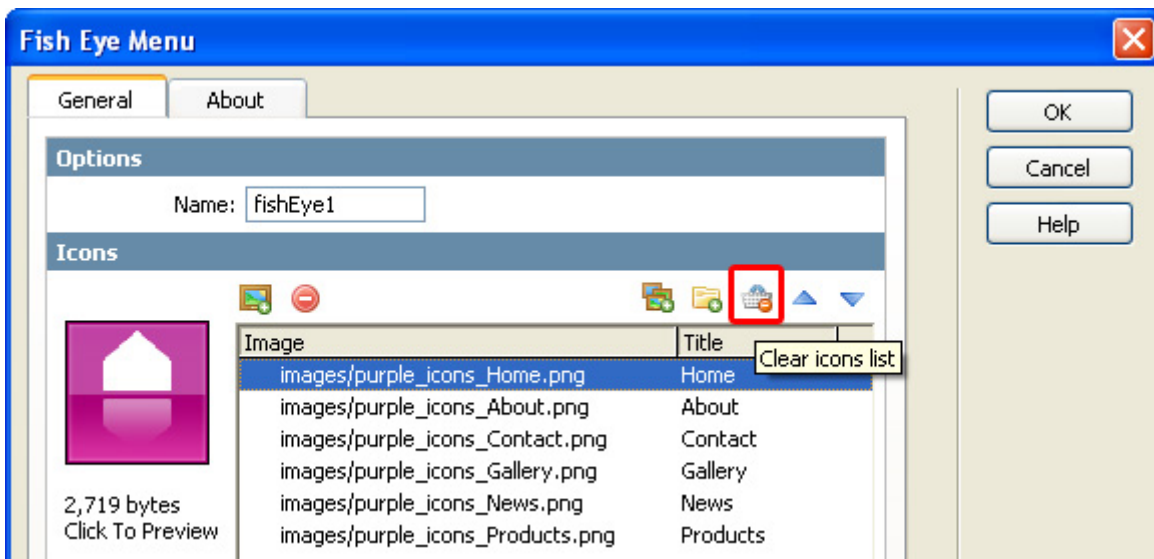 Fish Eye Menu
General About
OK
Options
Cancel
Name: fishEye1
Help
Icons
Image Title
Clear icons list
images/purple_icons_Home.png Home
images/purple_icons_About.png About
images/purple_icons_Contact.png Contact
images/purple_icons_Gallery.png Gallery
2,719 bytes images/purple_icons_News.png News
Click To Preview images/purple_icons_Products.png Products